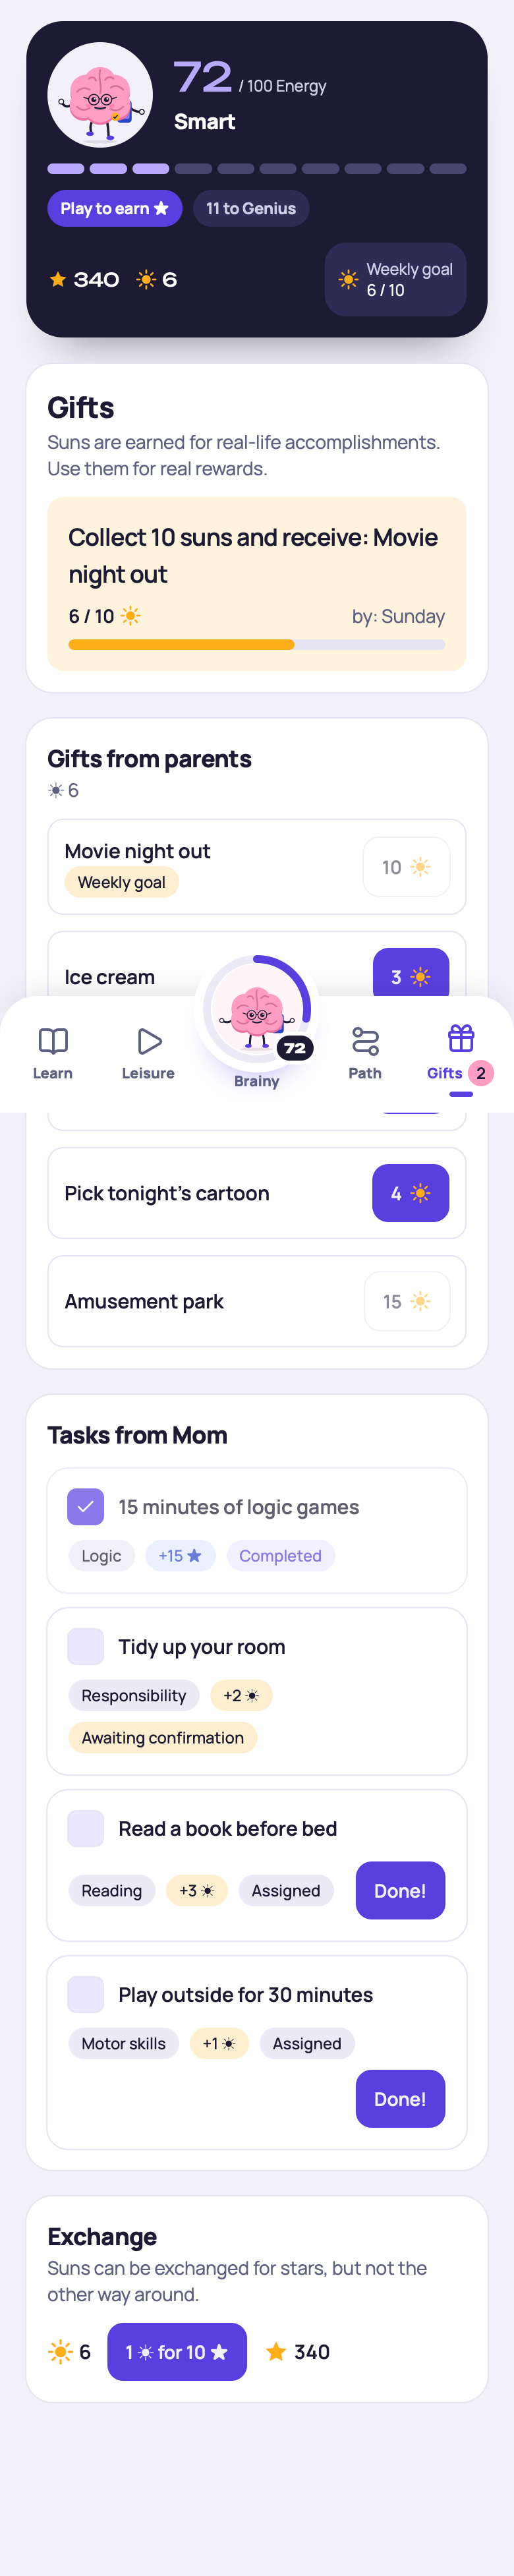 72 / 100 Energy
Smart
Play to earn ★
11 to Genius
★ 340 ☀ 6
Weekly goal
6 / 10
Gifts
Suns are earned for real-life accomplishments.
Use them for real rewards.
Collect 10 suns and receive: Movie
night out
6 / 10 ☀
by: Sunday
Gifts from parents
☀ 6
Movie night out
Weekly goal
10 ☀
Ice cream
3 ☀
Learn
Leisure
72
Brainy
Path
Gifts 2
Pick tonight's cartoon
4 ☀
Amusement park
15 ☀
Tasks from Mom
15 minutes of logic games
Logic
+15 ★
Completed
Tidy up your room
Responsibility
+2 ☀
Awaiting confirmation
Read a book before bed
Reading
+3 ☀
Assigned
Done!
Play outside for 30 minutes
Motor skills
+1 ☀
Assigned
Done!
Exchange
Suns can be exchanged for stars, but not the
other way around.
☀ 6
1 ☀ for 10 ★
★ 340